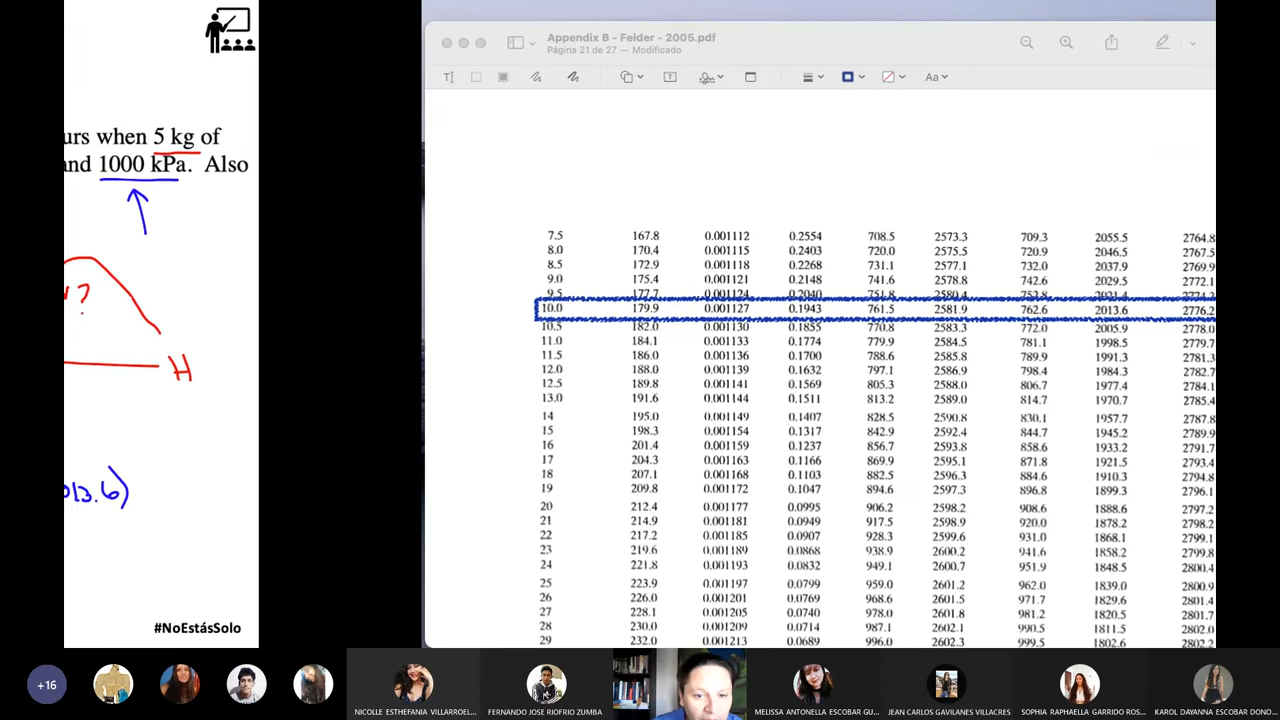 urs when 5 kg of
and 1000 kPa. Also
?
H
013.6)
#NoEstásSolo
Appendix B - Felder - 2005.pdf
Página 21 de 27 — Modificado
Aa
7.5 167.8 0.001112 0.2554 708.5 2573.3 709.3 2055.5 2764.8
8.0 170.4 0.001115 0.2403 720.0 2575.5 720.9 2046.5 2767.5
8.5 172.9 0.001118 0.2268 731.1 2577.1 732.0 2037.9 2769.9
9.0 175.4 0.001121 0.2148 741.6 2578.8 742.6 2029.5 2772.1
9.5 177.7 0.001124 0.2040 751.8 2580.4 752.8 2021.4
10.0 179.9 0.001127 0.1943 761.5 2581.9 762.6 2013.6 2776.2
10.5 182.0 0.001130 0.1855 770.8 2583.3 772.0 2005.9 2778.0
11.0 184.1 0.001133 0.1774 779.9 2584.5 781.1 1998.5 2779.7
11.5 186.0 0.001136 0.1700 788.6 2585.8 789.9 1991.3 2781.3
12.0 188.0 0.001139 0.1632 797.1 2586.9 798.4 1984.3 2782.7
12.5 189.8 0.001141 0.1569 805.3 2588.0 806.7 1977.4 2784.1
13.0 191.6 0.001144 0.1511 813.2 2589.0 814.7 1970.7 2785.4
14 195.0 0.001149 0.1407 828.5 2590.8 830.1 1957.7 2787.8
15 198.3 0.001154 0.1317 842.9 2592.4 844.7 1945.2 2789.9
16 201.4 0.001159 0.1237 856.7 2593.8 858.6 1933.2 2791.7
17 204.3 0.001163 0.1166 869.9 2595.1 871.8 1921.5 2793.4
18 207.1 0.001168 0.1103 882.5 2596.3 884.6 1910.3 2794.8
19 209.8 0.001172 0.1047 894.6 2597.3 896.8 1899.3 2796.1
20 212.4 0.001177 0.0995 906.2 2598.2 908.6 1888.6 2797.2
21 214.9 0.001181 0.0949 917.5 2598.9 920.0 1878.2 2798.2
22 217.2 0.001185 0.0907 928.3 2599.6 931.0 1868.1 2799.1
23 219.6 0.001189 0.0868 938.9 2600.2 941.6 1858.2 2799.8
24 221.8 0.001193 0.0832 949.1 2600.7 951.9 1848.5 2800.4
25 223.9 0.001197 0.0799 959.0 2601.2 962.0 1839.0 2800.9
26 226.0 0.001201 0.0769 968.6 2601.5 971.7 1829.6 2801.4
27 228.1 0.001205 0.0740 978.0 2601.8 981.2 1820.5 2801.7
28 230.0 0.001209 0.0714 987.1 2602.1 990.5 1811.5 2802.0
29 232.0 0.001213 0.0689 996.0 2602.3 999.5 1802.6 2802.2
+16
NICOLLE ESTHEFANIA VILLARROEL...
FERNANDO JOSE RIOFRIO ZUMBA
MELISSA ANTONELLA ESCOBAR GU...
JEAN CARLOS GAVILANES VILLACRES
SOPHIA RAPHAELLA GARRIDO ROS...
KAROL DAVANNA ESCOBAR DONO...